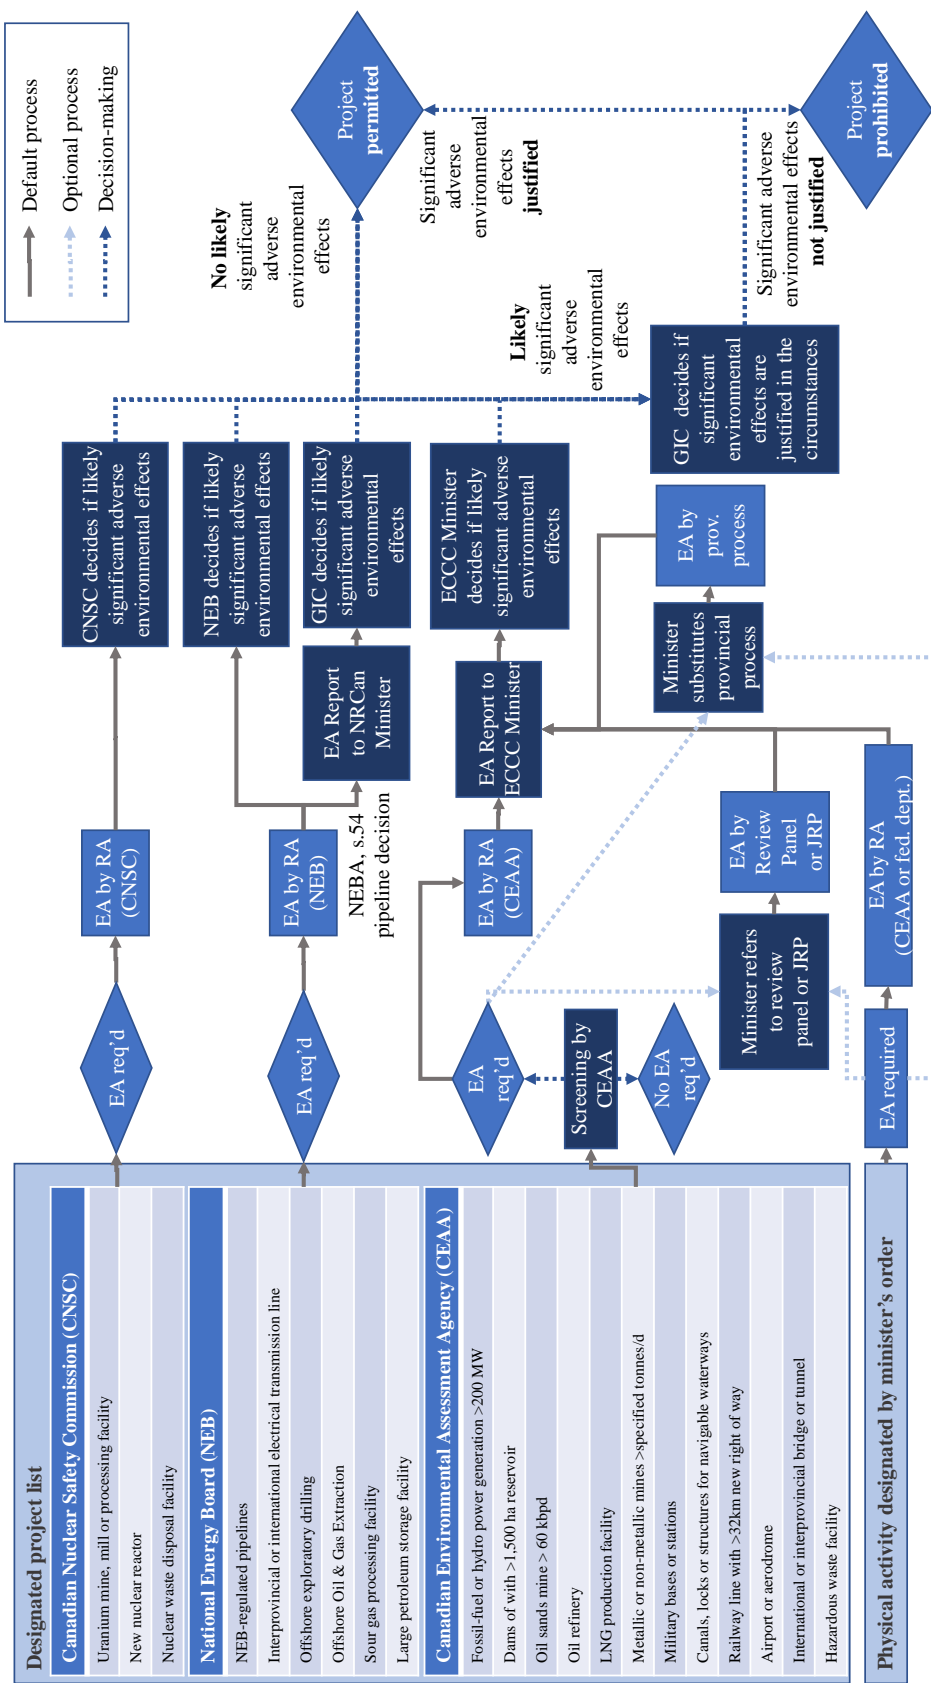 Designated project list
Canadian Nuclear Safety Commission (CNSC)
Uranium mine, mill or processing facility
New nuclear reactor
Nuclear waste disposal facility
National Energy Board (NEB)
NEB-regulated pipelines
Interprovincial or international electrical transmission line
Offshore exploratory drilling
Offshore Oil & Gas Extraction
Sour gas processing facility
Large petroleum storage facility
Canadian Environmental Assessment Agency (CEAA)
Fossil-fuel or hydro power generation >200 MW
Dams of with >1,500 ha reservoir
Oil sands mine > 60 kbpd
Oil refinery
LNG production facility
Metallic or non-metallic mines >specified tonnes/d
Military bases or stations
Canals, locks or structures for navigable waterways
Railway line with >32km new right of way
Airport or aerodrome
International or interprovincial bridge or tunnel
Hazardous waste facility
Physical activity designated by minister's order
EA req'd
EA req'd
EA
req'd
Screening by
CEAA
No EA
req'd
EA required
EA by RA
(CNSC)
EA by RA
(NEB)
NEBA, s.54
pipeline decision
EA by RA
(CEAA)
Minister refers
to review
panel or JRP
EA by
Review
Panel
or JRP
EA by RA
(CEAA or fed. dept.)
EA Report
to NRCan
Minister
EA Report to
ECCC Minister
Minister
substitutes
provincial
process
EA by
prov.
process
CNSC decides if likely
significant adverse
environmental effects
NEB decides if likely
significant adverse
environmental effects
GIC decides if likely
significant adverse
environmental
effects
ECCC Minister
decides if likely
significant adverse
environmental
effects
GIC decides if
significant
environmental
effects are
justified in the
circumstances
No likely
significant
adverse
environmental
effects
Likely
significant
adverse
environmental
effects
Significant
adverse
environmental
effects
justified
Significant adverse
environmental effects
not justified
Project
permitted
Project
prohibited
Default process
Optional process
Decision-making